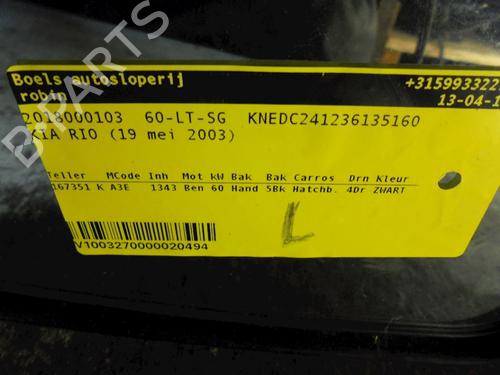 B-PARTS
Boels autosloperij +315993322
robin 13-04-1
2018000103 60-LT-SG KNEDC241236135160
KIA RIO (19 mei 2003)
Teller MCode Inh Mot kW Bak Bak Carros Drn Kleur
167351 K A3E 1343 Ben 60 Hand 5Bk Hatchb. 4Dr ZWART
V1003270000020494
L